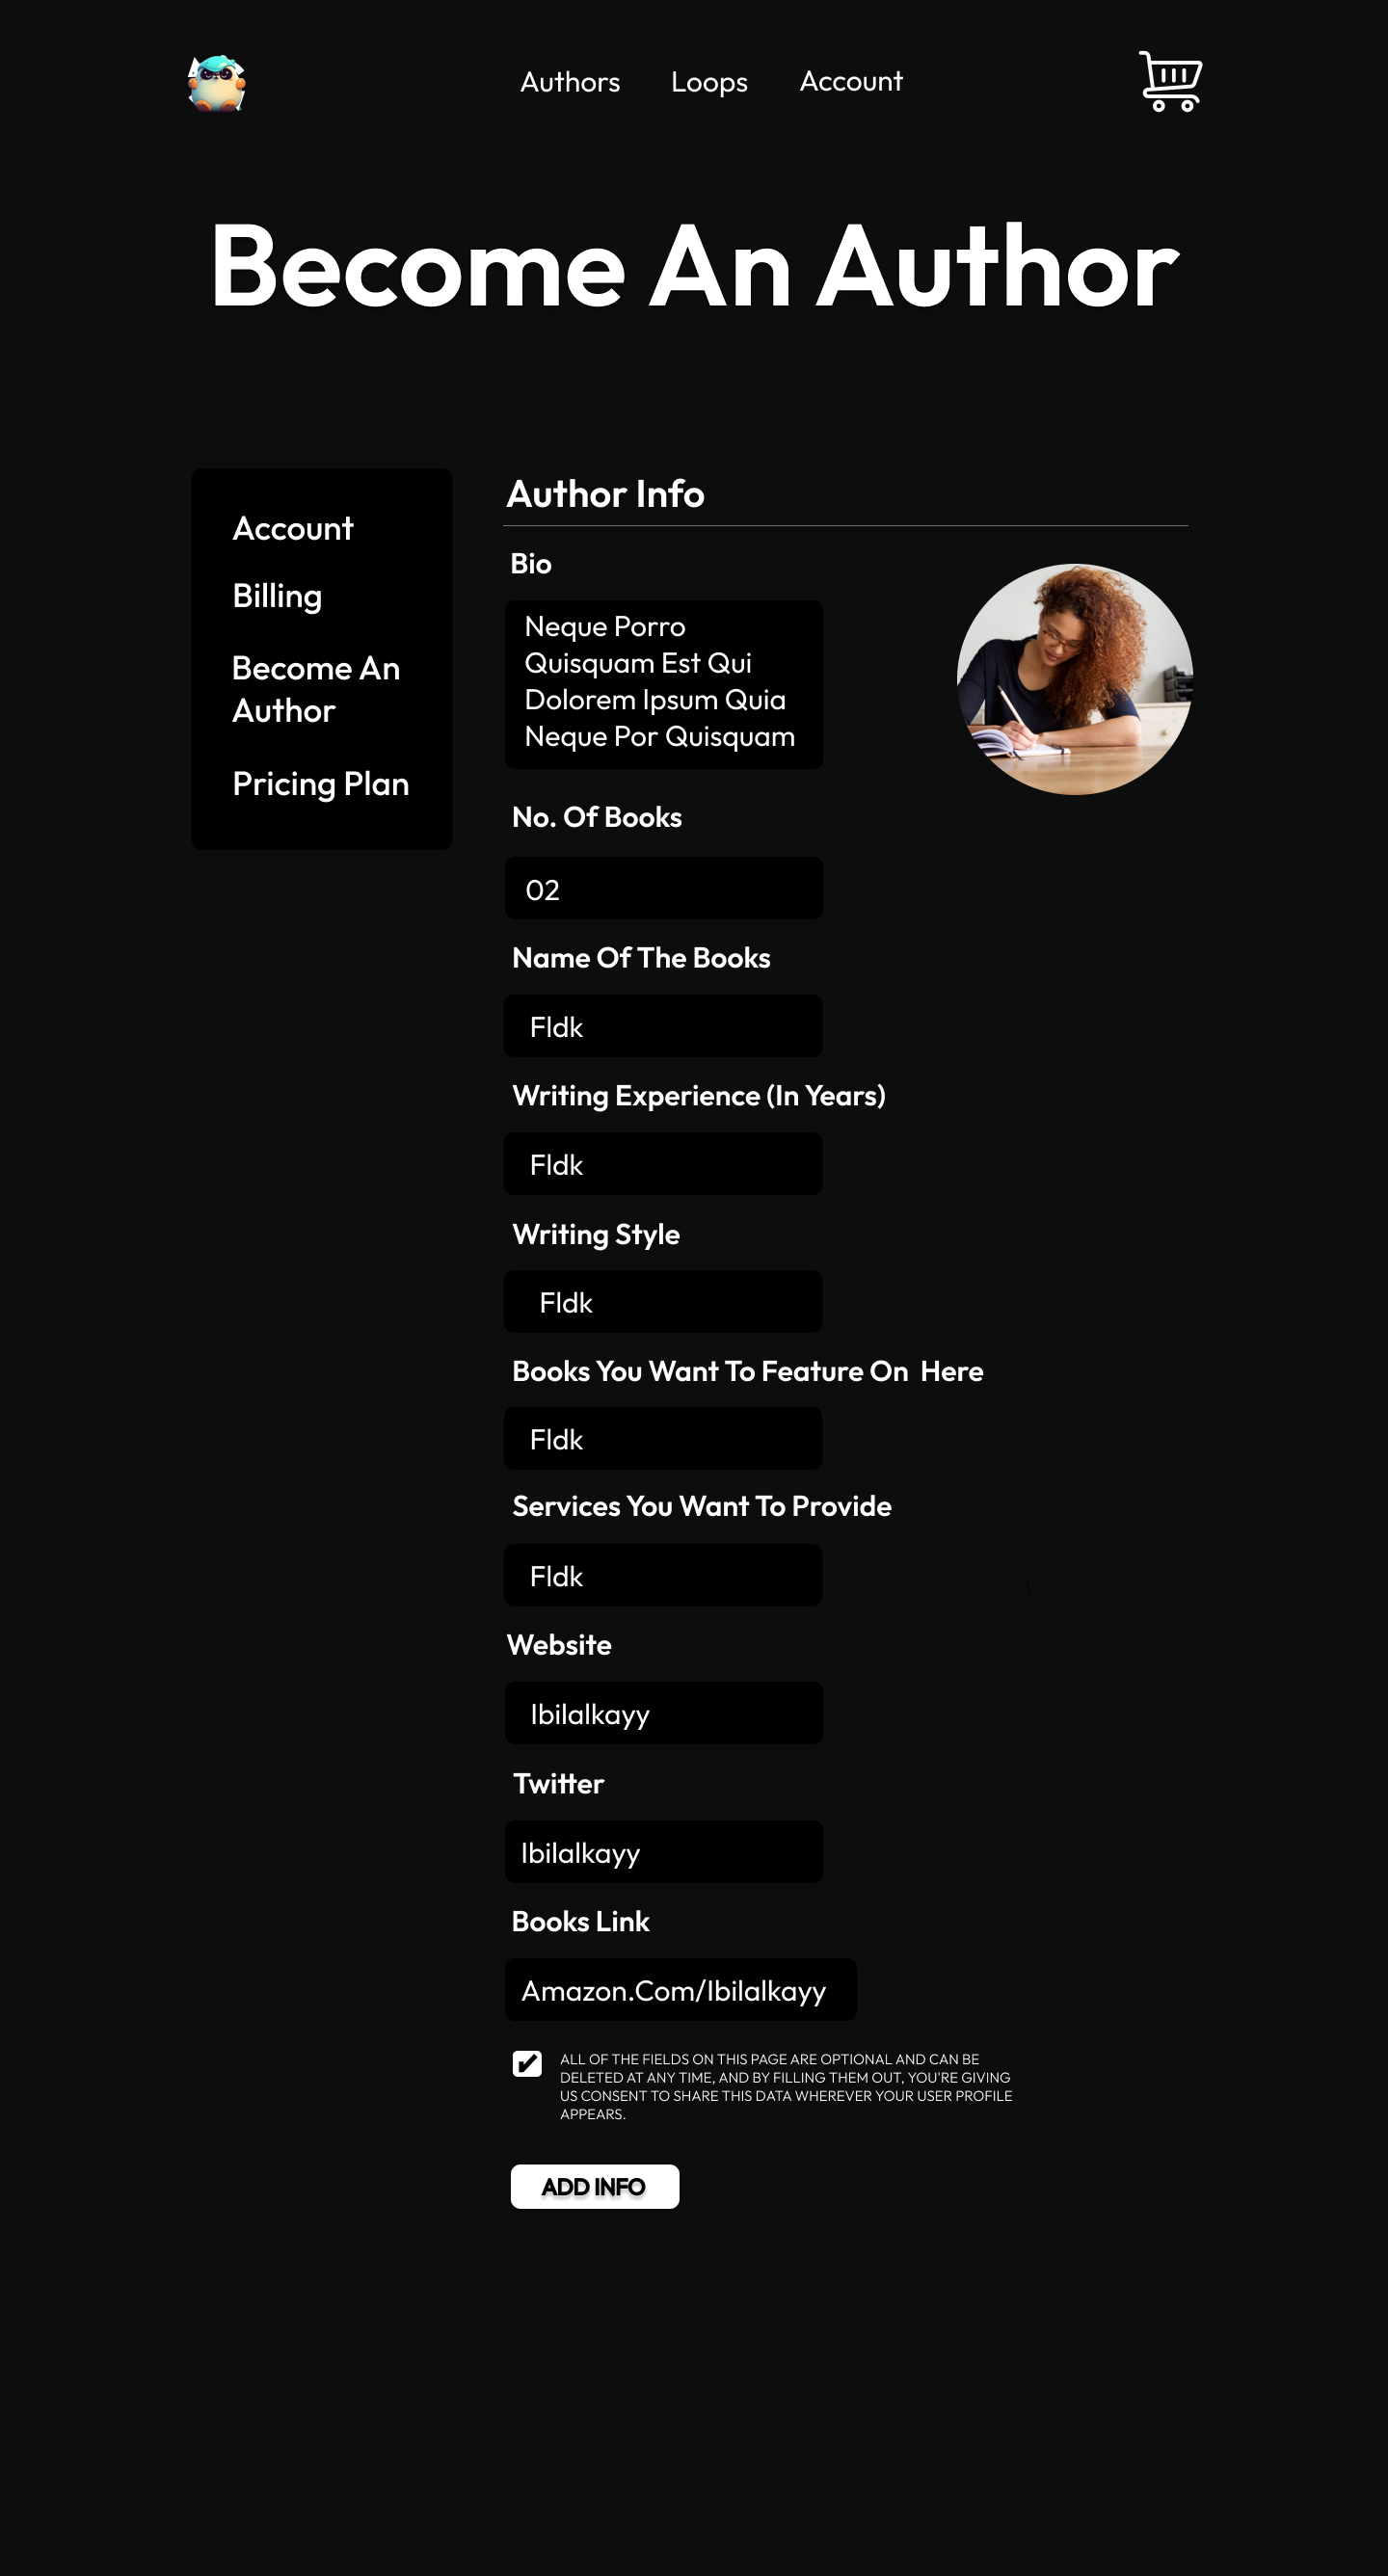 Authors Loops Account
Become An Author
Account
Billing
Become An
Author
Pricing Plan
Author Info
Bio
Neque Porro
Quisquam Est Qui
Dolorem Ipsum Quia
Neque Por Quisquam
No. Of Books
02
Name Of The Books
Fldk
Writing Experience (In Years)
Fldk
Writing Style
Fldk
Books You Want To Feature On  Here
Fldk
Services You Want To Provide
Fldk
Website
Ibilalkayy
Twitter
Ibilalkayy
Books Link
Amazon.Com/Ibilalkayy
ALL OF THE FIELDS ON THIS PAGE ARE OPTIONAL AND CAN BE
DELETED AT ANY TIME, AND BY FILLING THEM OUT, YOU'RE GIVING
US CONSENT TO SHARE THIS DATA WHEREVER YOUR USER PROFILE
APPEARS.
ADD INFO